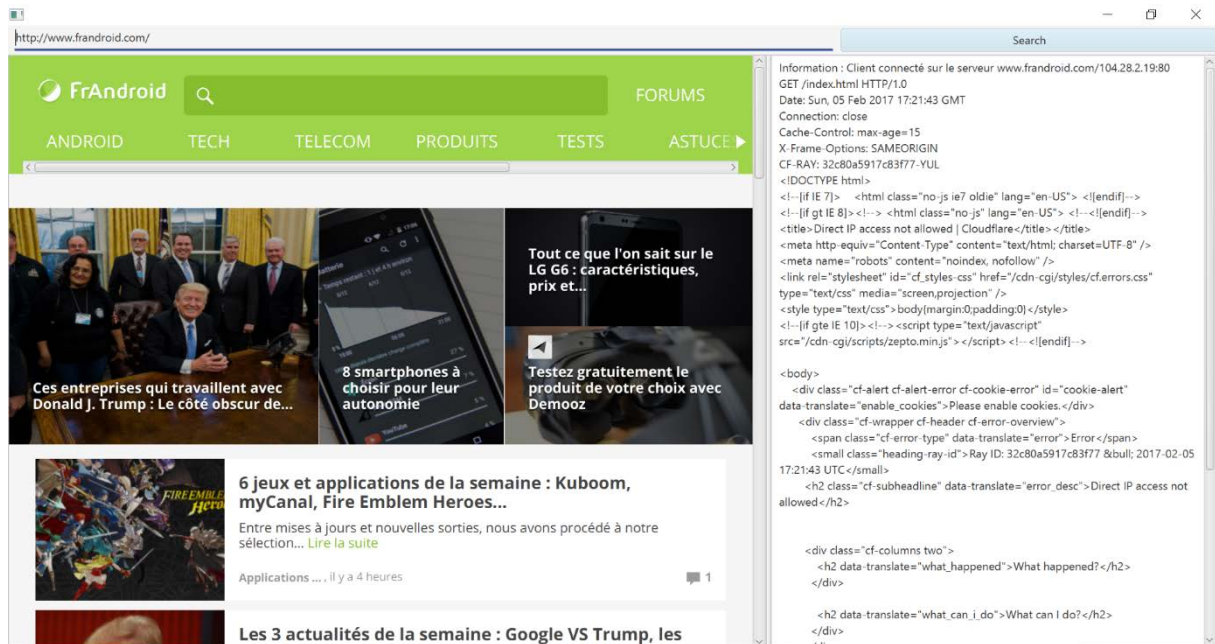 http://www.frandroid.com/
Search
FrAndroid
FORUMS
ANDROID TECH TELECOM PRODUITS TESTS ASTUCE
Ces entreprises qui travaillent avec
Donald J. Trump : Le côté obscur de...
8 smartphones à
choisir pour leur
autonomie
Tout ce que l'on sait sur le
LG G6 : caractéristiques,
prix et...
Testez gratuitement le
produit de votre choix avec
Demooz
6 jeux et applications de la semaine : Kuboom,
myCanal, Fire Emblem Heroes...
Entre mises à jours et nouvelles sorties, nous avons procédé à notre
sélection... Lire la suite
Applications ... , il y a 4 heures
1
Les 3 actualités de la semaine : Google VS Trump, les
Information : Client connecté sur le serveur www.frandroid.com/104.28.2.19:80
GET /index.html HTTP/1.0
Date: Sun, 05 Feb 2017 17:21:43 GMT
Connection: close
Cache-Control: max-age=15
X-Frame-Options: SAMEORIGIN
CF-RAY: 32c80a5917c83f77-YUL
<!DOCTYPE html>
<!--[if IE 7]> <html class="no-js ie7 oldie" lang="en-US"> <![endif]-->
<!--[if gt IE 8]><!--> <html class="no-js" lang="en-US"> <!--<![endif]-->
<title>Direct IP access not allowed | Cloudflare</title></title>
<meta http-equiv="Content-Type" content="text/html; charset=UTF-8" />
<meta name="robots" content="noindex, nofollow" />
<link rel="stylesheet" id="cf_styles-css" href="/cdn-cgi/styles/cf.errors.css"
type="text/css" media="screen,projection" />
<style type="text/css">body{margin:0;padding:0}</style>
<!--[if gte IE 10]><!--><script type="text/javascript"
src="/cdn-cgi/scripts/zepto.min.js"></script><!--<![endif]-->
<body>
<div class="cf-alert cf-alert-error cf-cookie-error" id="cookie-alert"
data-translate="enable_cookies">Please enable cookies.</div>
<div class="cf-wrapper cf-header cf-error-overview">
<span class="cf-error-type" data-translate="error">Error</span>
<small class="heading-ray-id">Ray ID: 32c80a5917c83f77 &bull; 2017-02-05
17:21:43 UTC</small>
<h2 class="cf-subheadline" data-translate="error_desc">Direct IP access not
allowed</h2>
<div class="cf-columns two">
<h2 data-translate="what_happened">What happened?</h2>
</div>
<h2 data-translate="what_can_i_do">What can I do?</h2>
</div>